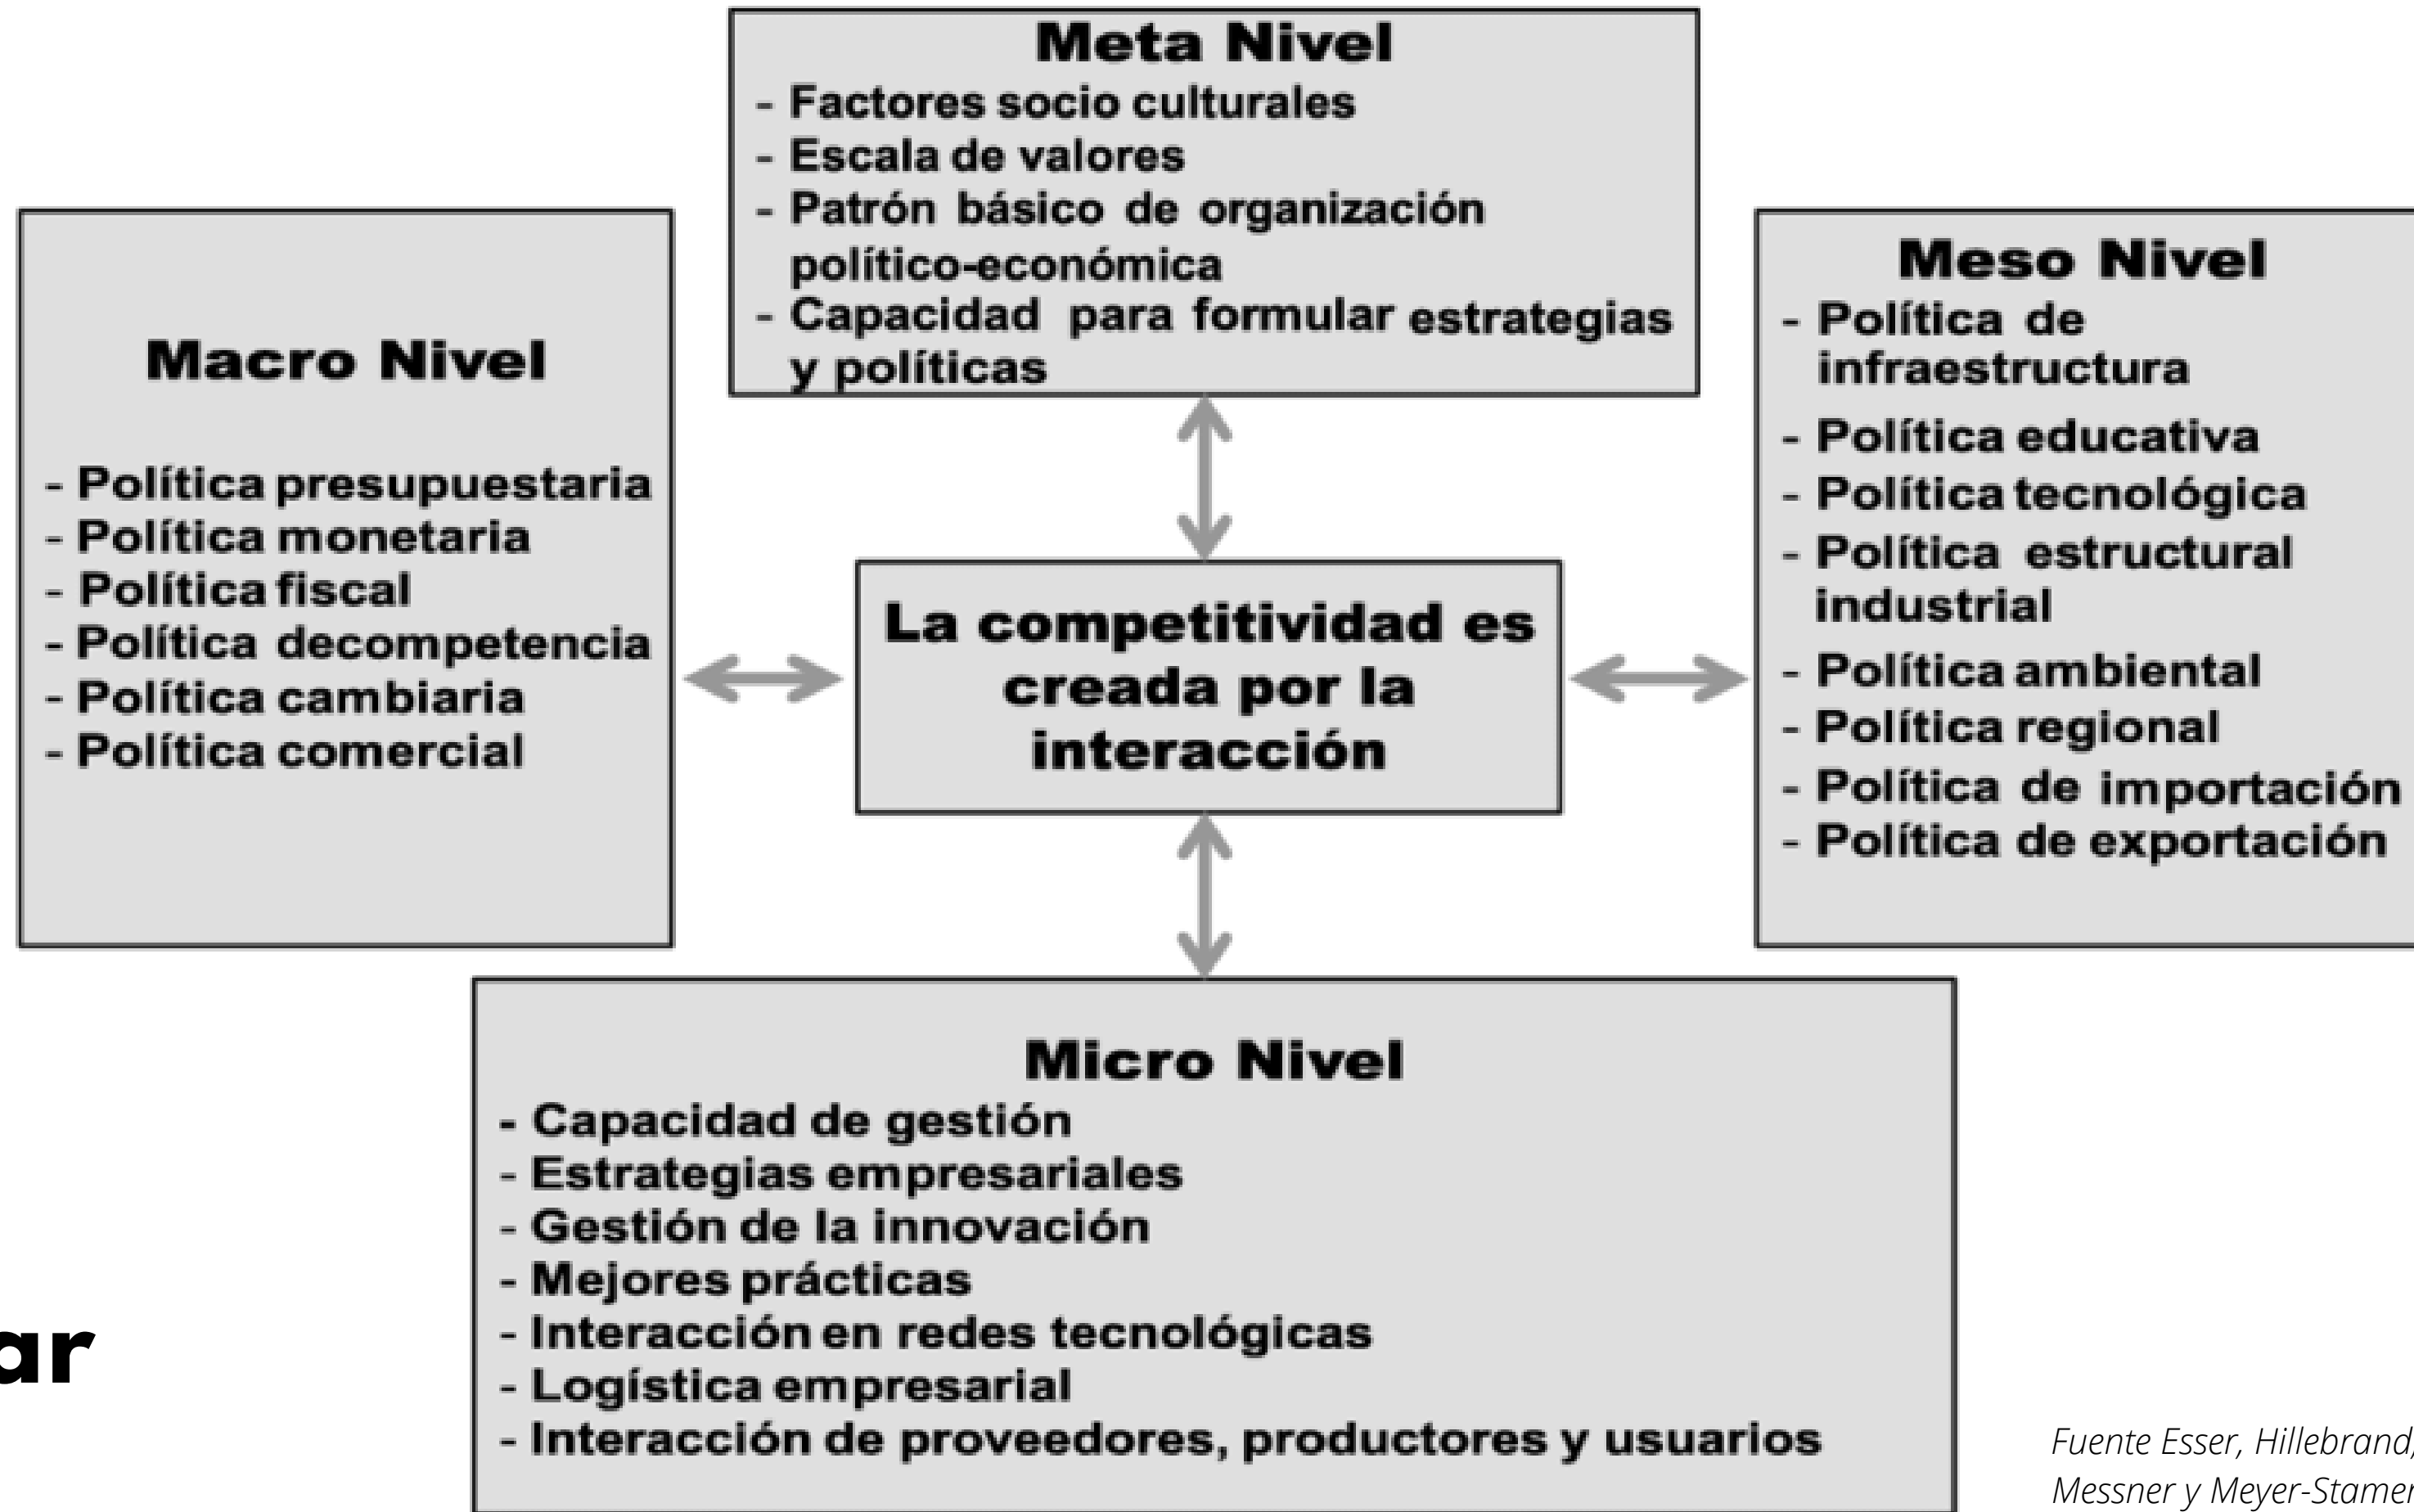 Meta Nivel
- Factores socio culturales
- Escala de valores
- Patrón básico de organización
político-económica
- Capacidad para formular estrategias
y políticas
Macro Nivel
- Política presupuestaria
- Política monetaria
- Política fiscal
- Política decompetencia
- Política cambiaria
- Política comercial
La competitividad es
creada por la
interacción
Meso Nivel
- Política de
infraestructura
- Política educativa
- Política tecnológica
- Política estructural
industrial
- Política ambiental
- Política regional
- Política de importación
- Política de exportación
Micro Nivel
- Capacidad de gestión
- Estrategias empresariales
- Gestión de la innovación
- Mejores prácticas
- Interacción en redes tecnológicas
- Logística empresarial
- Interacción de proveedores, productores y usuarios
Fuente Esser, Hillebrand,
Messner y Meyer-Stamer